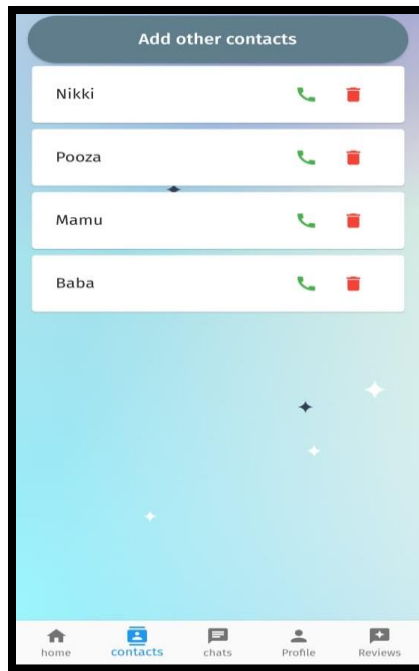 Add other contacts
Nikki
Pooza
Mamu
Baba
home contacts chats Profile Reviews